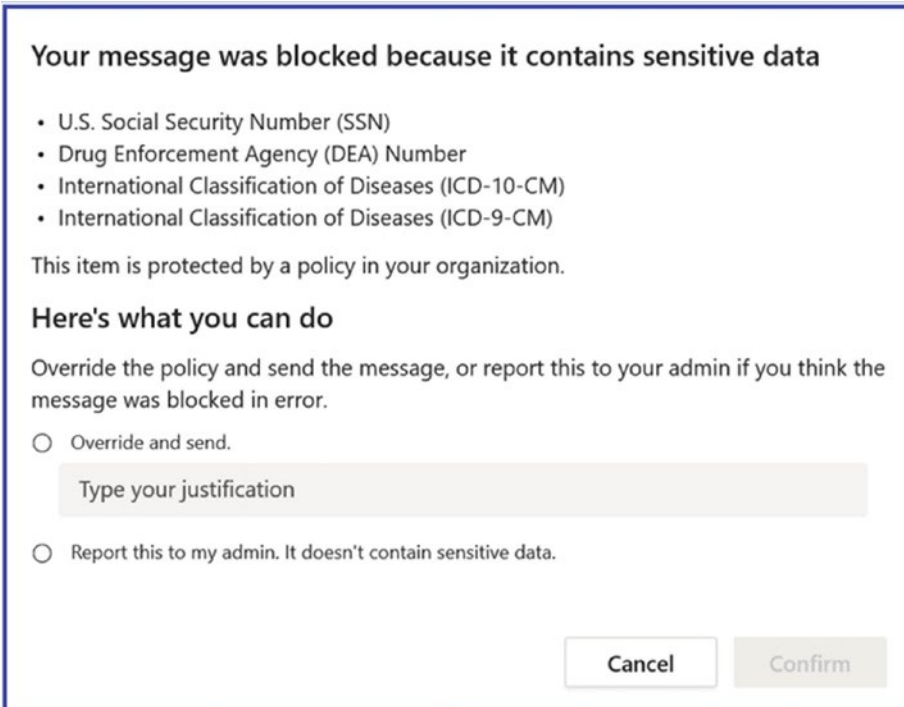 Your message was blocked because it contains sensitive data
• U.S. Social Security Number (SSN)
• Drug Enforcement Agency (DEA) Number
• International Classification of Diseases (ICD-10-CM)
• International Classification of Diseases (ICD-9-CM)
This item is protected by a policy in your organization.
Here's what you can do
Override the policy and send the message, or report this to your admin if you think the
message was blocked in error.
Override and send.
Type your justification
Report this to my admin. It doesn't contain sensitive data.
Cancel Confirm